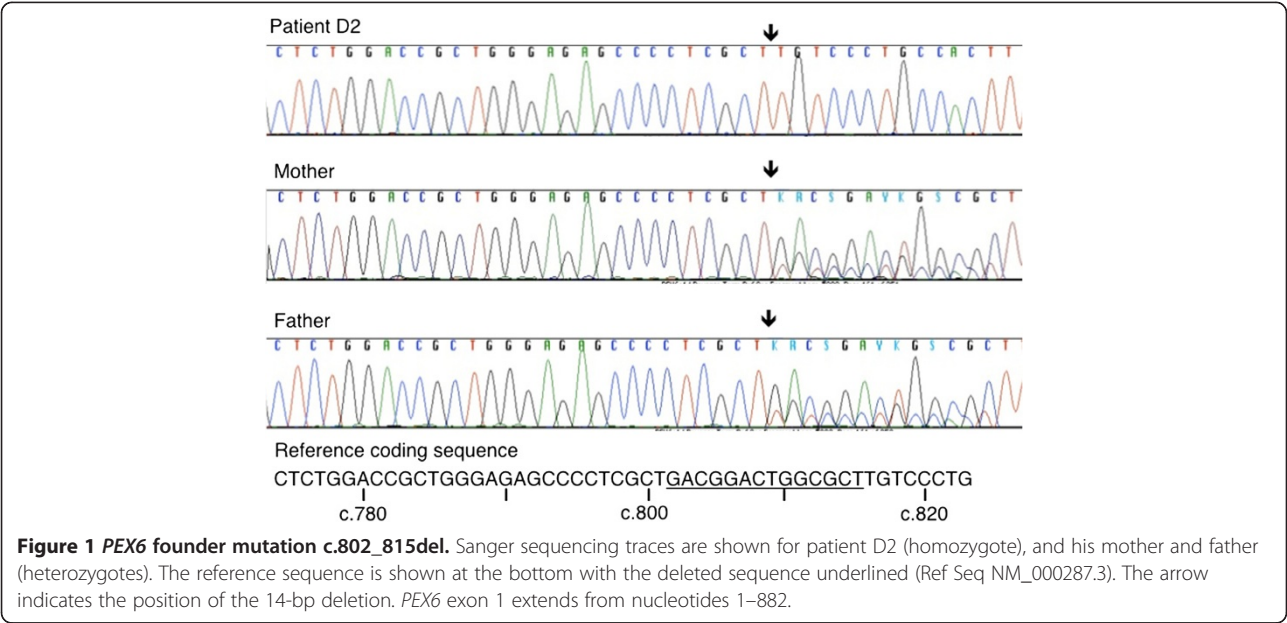 Patient D2
C T C T G G A C C G C T G G G A G A G C C C C T C G C T T G T C C C T G C C A C T T
Mother
C T C T G G A C C G C T G G G A G A G C C C C T C G C T K A C S G A Y K G S C G C T
Father
C T C T G G A C C G C T G G G A G A G C C C C T C G C T K A C S G A Y K G S C G C T
Reference coding sequence
CTCTGGACCGCTGGGAGAGCCCCTCGCTGACGGACTGGCGCTTGTCCCTG
c.780 c.800 c.820
Figure 1 PEX6 founder mutation c.802_815del. Sanger sequencing traces are shown for patient D2 (homozygote), and his mother and father
(heterozygotes). The reference sequence is shown at the bottom with the deleted sequence underlined (Ref Seq NM_000287.3). The arrow
indicates the position of the 14-bp deletion. PEX6 exon 1 extends from nucleotides 1–882.